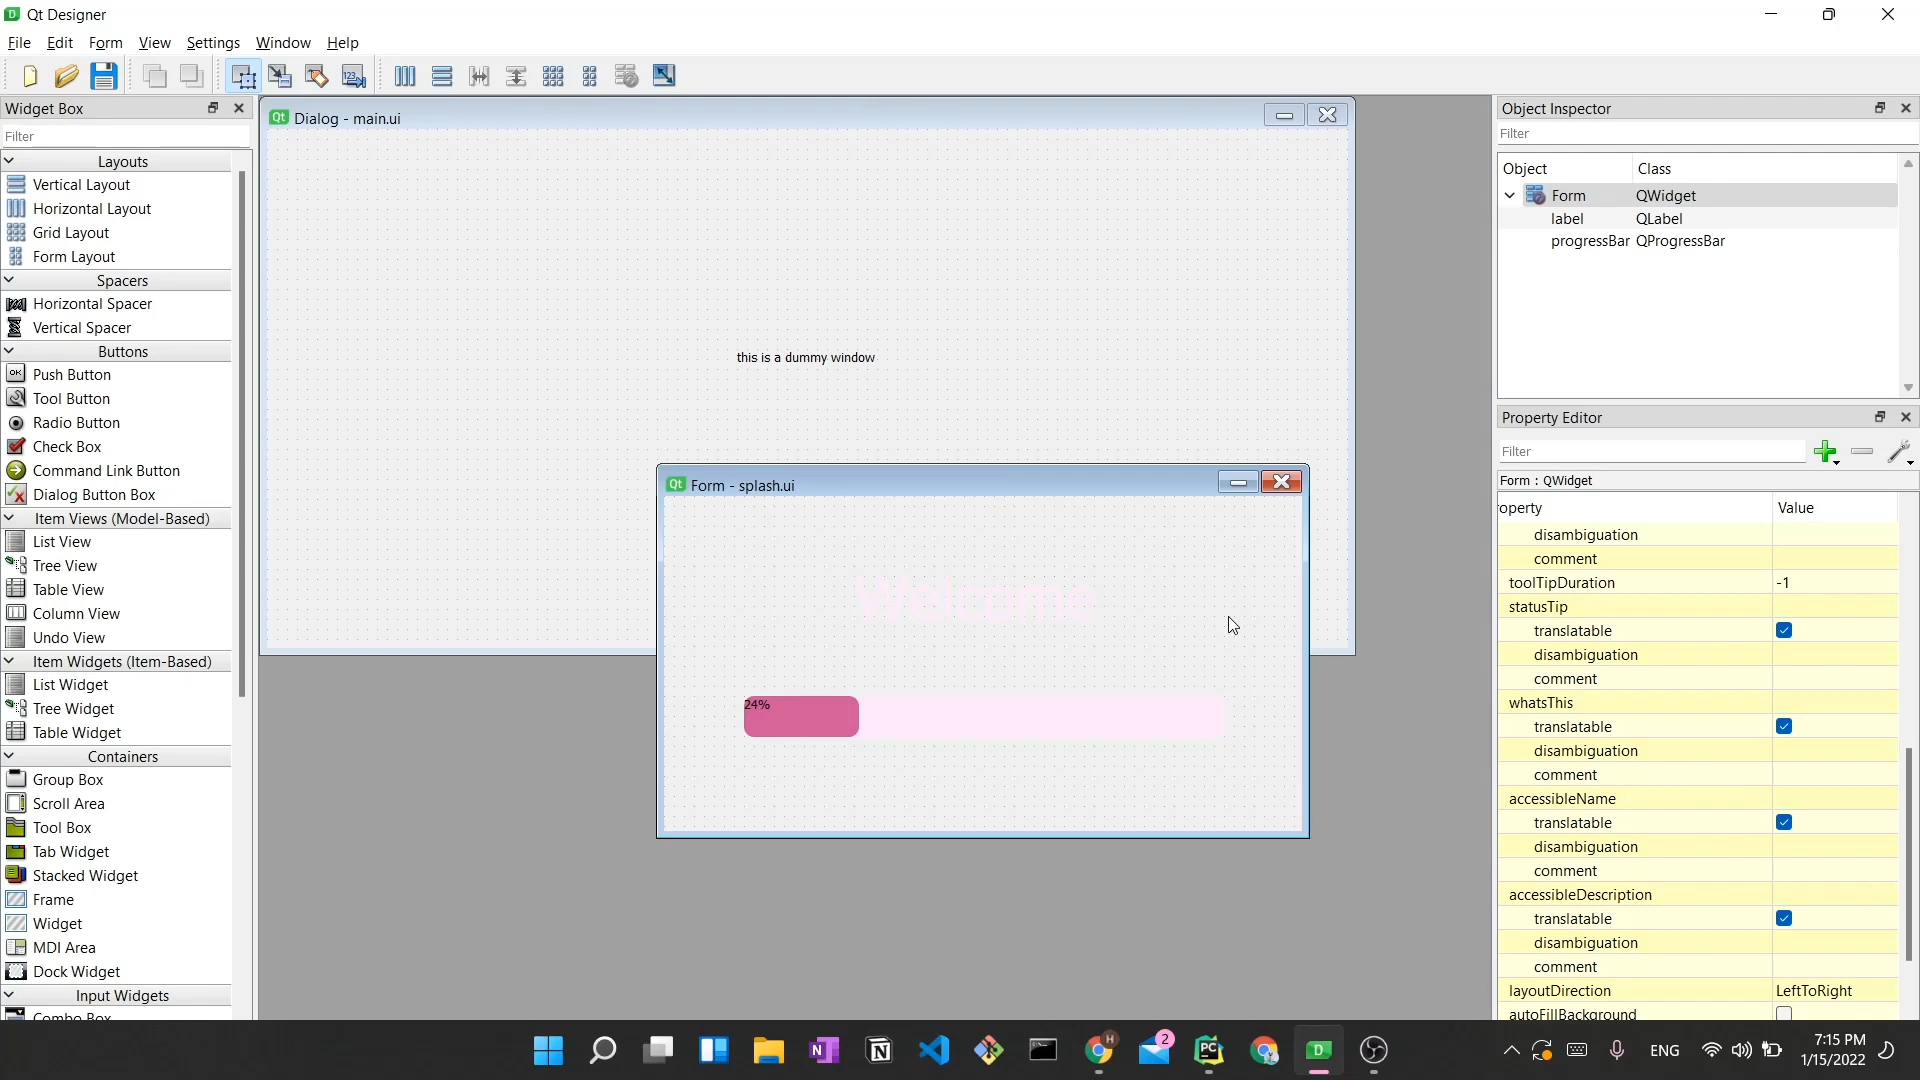 Qt Designer
File Edit Form View Settings Window Help
Widget Box
Filter
Layouts
Vertical Layout
Horizontal Layout
Grid Layout
Form Layout
Spacers
Horizontal Spacer
Vertical Spacer
Buttons
Push Button
Tool Button
Radio Button
Check Box
Command Link Button
Dialog Button Box
Item Views (Model-Based)
List View
Tree View
Table View
Column View
Undo View
Item Widgets (Item-Based)
List Widget
Tree Widget
Table Widget
Containers
Group Box
Scroll Area
Tool Box
Tab Widget
Stacked Widget
Frame
Widget
MDI Area
Dock Widget
Input Widgets
Combo Box
Dialog - main.ui
this is a dummy window
Form - splash.ui
Welcome
24%
Object Inspector
Filter
Object Class
Form QWidget
label QLabel
progressBar QProgressBar
Property Editor
Filter
Form : QWidget
operty Value
disambiguation
comment
toolTipDuration -1
statusTip
translatable
disambiguation
comment
whatsThis
translatable
disambiguation
comment
accessibleName
translatable
disambiguation
comment
accessibleDescription
translatable
disambiguation
comment
layoutDirection LeftToRight
autoFillBackground
2
ENG
7:15 PM
1/15/2022